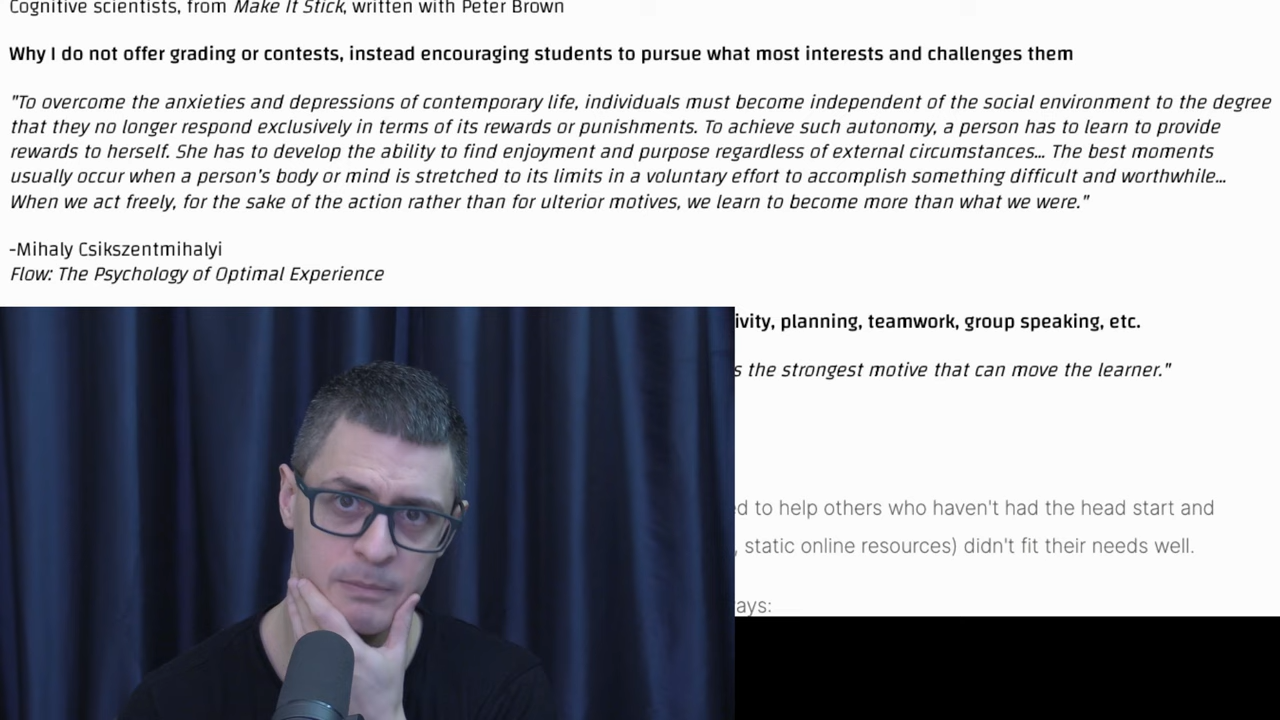 Cognitive scientists, from Make It Stick, written with Peter Brown
Why I do not offer grading or contests, instead encouraging students to pursue what most interests and challenges them
"To overcome the anxieties and depressions of contemporary life, individuals must become independent of the social environment to the degree
that they no longer respond exclusively in terms of its rewards or punishments. To achieve such autonomy, a person has to learn to provide
rewards to herself. She has to develop the ability to find enjoyment and purpose regardless of external circumstances... The best moments
usually occur when a person's body or mind is stretched to its limits in a voluntary effort to accomplish something difficult and worthwhile...
When we act freely, for the sake of the action rather than for ulterior motives, we learn to become more than what we were."
-Mihaly Csikszentmihalyi
Flow: The Psychology of Optimal Experience
planning, teamwork, group speaking, etc.
the strongest motive that can move the learner."
to help others who haven't had the head start and
static online resources) didn't fit their needs well.